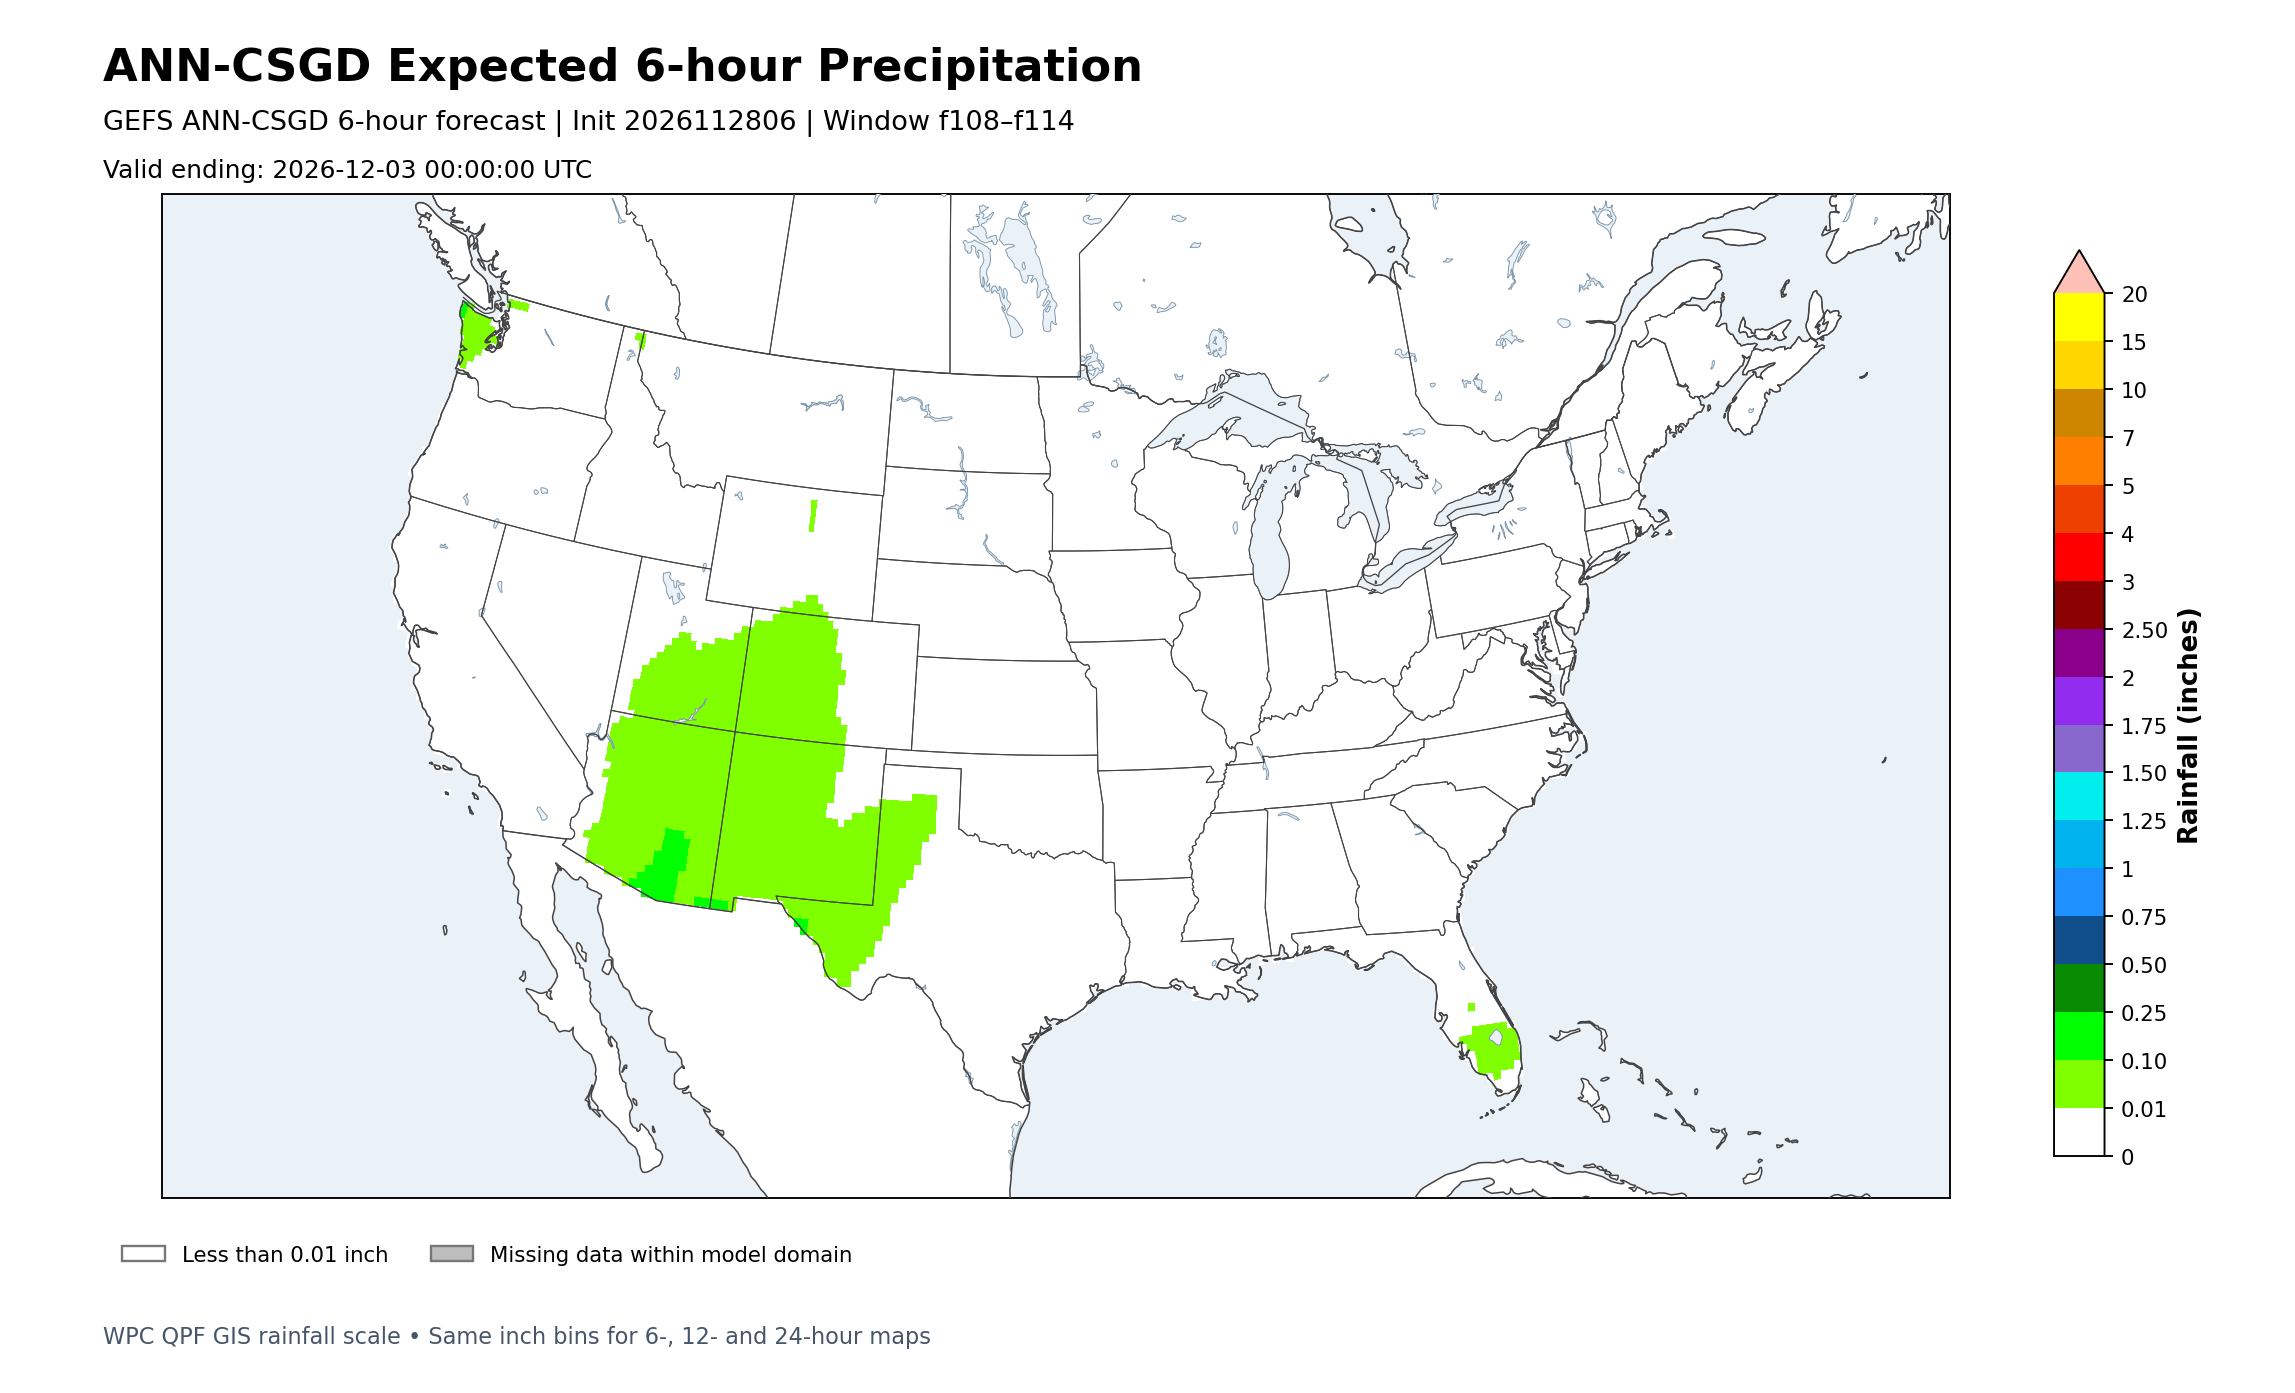 ANN-CSGD Expected 6-hour Precipitation
GEFS ANN-CSGD 6-hour forecast | Init 2026112806 | Window f108–f114
Valid ending: 2026-12-03 00:00:00 UTC
20
15
10
7
5
4
3
2.50
2
1.75
1.50
1.25
1
0.75
0.50
0.25
0.10
0.01
0
Rainfall (inches)
Less than 0.01 inch
Missing data within model domain
WPC QPF GIS rainfall scale • Same inch bins for 6-, 12- and 24-hour maps